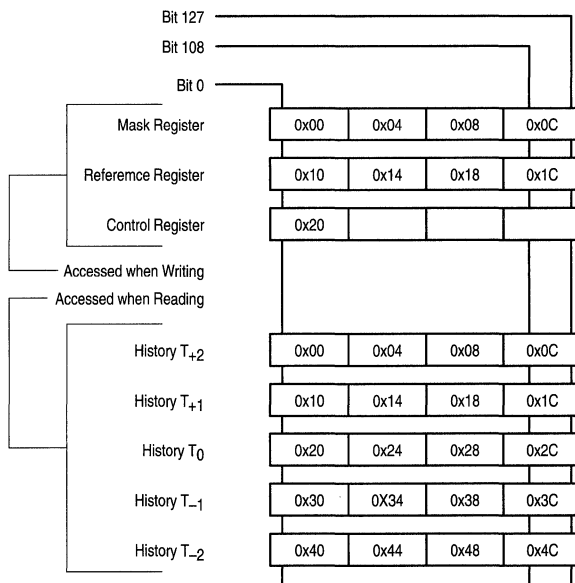 Bit 127
Bit 108
Bit 0
Mask Register 0x00 0x04 0x08 0x0C
Referemce Register 0x10 0x14 0x18 0x1C
Control Register 0x20
Accessed when Writing
Accessed when Reading
History T+2 0x00 0x04 0x08 0x0C
History T+1 0x10 0x14 0x18 0x1C
History T0 0x20 0x24 0x28 0x2C
History T–1 0x30 0X34 0x38 0x3C
History T–2 0x40 0x44 0x48 0x4C